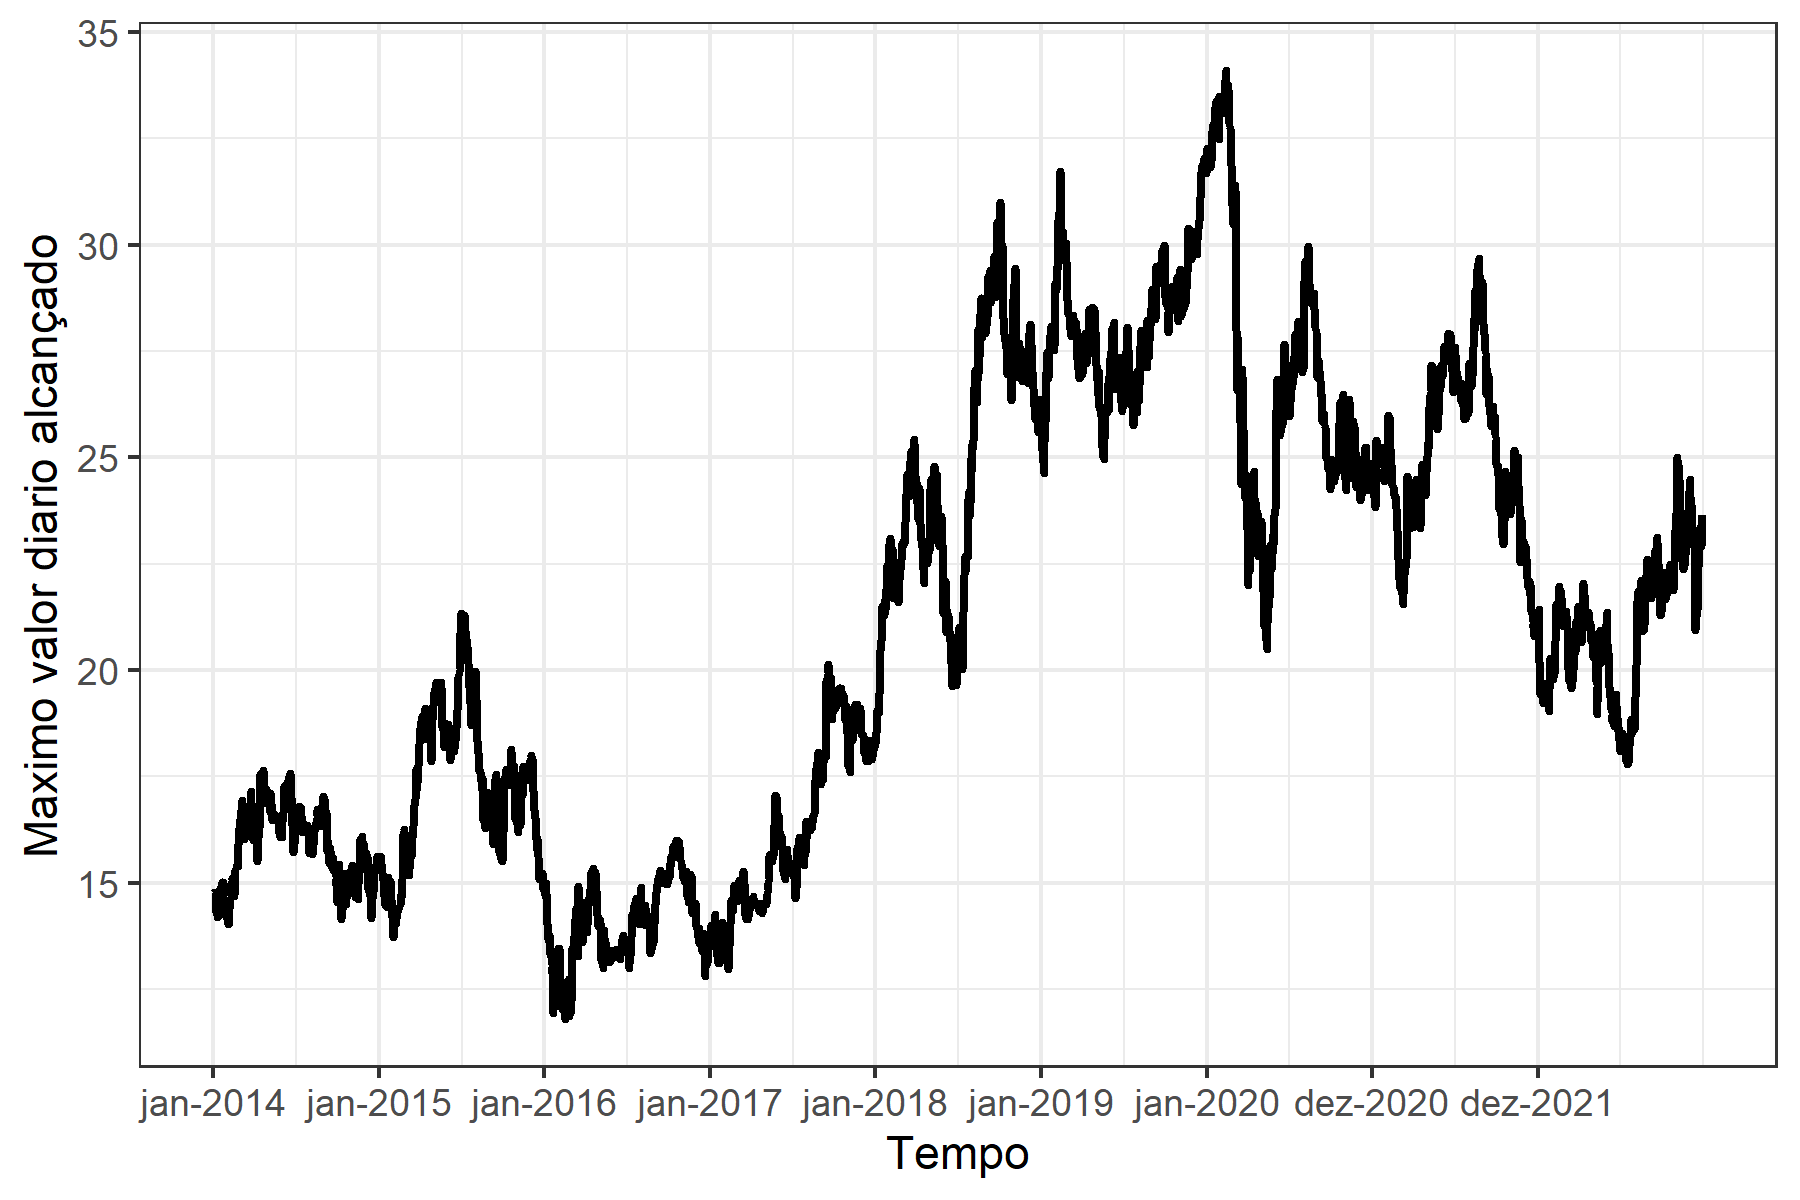 Maximo valor diario alcançado
35
30
25
20
15
jan-2014 jan-2015 jan-2016 jan-2017 jan-2018 jan-2019 jan-2020 dez-2020 dez-2021
Tempo